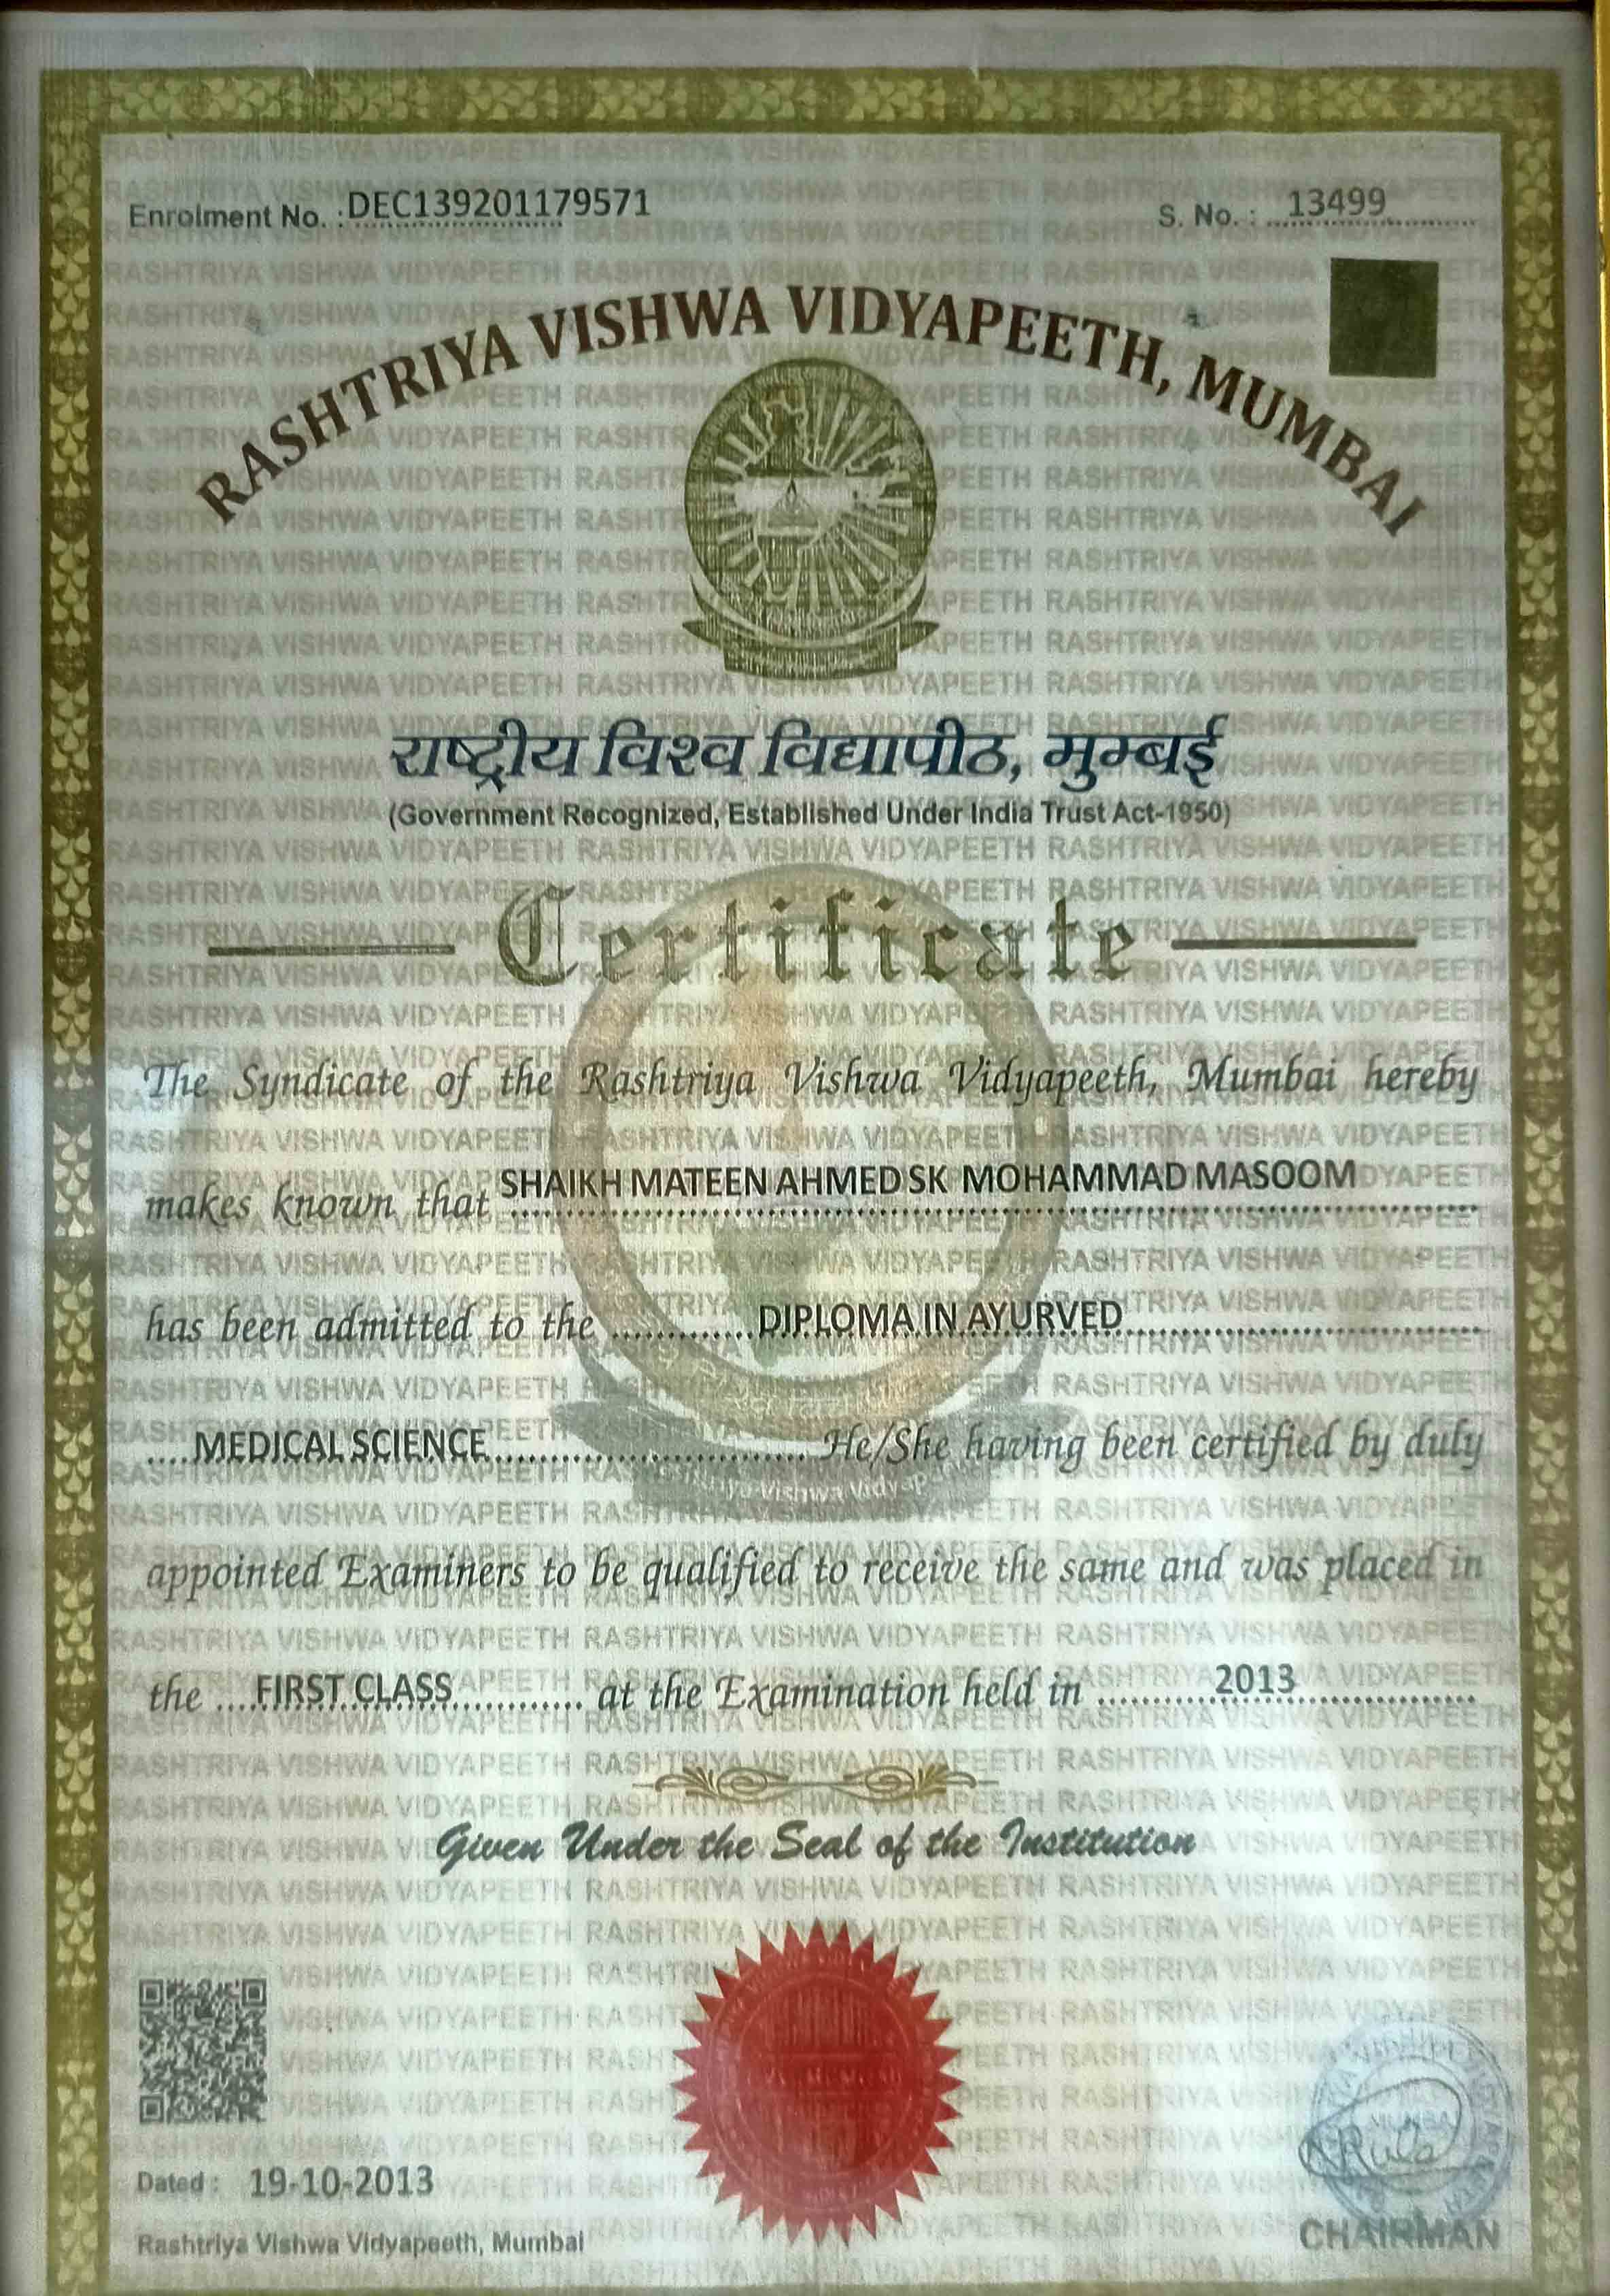 Enrolment No. : DEC139201179571
S. No. : 13499
RASHTRIYA VISHWA VIDYAPEETH, MUMBAI
राष्ट्रीय विश्व विद्यापीठ, मुम्बई
(Government Recognized, Established Under India Trust Act-1950)
Certificate
The Syndicate of the Rashtriya Vishwa Vidyapeeth, Mumbai hereby
makes known that SHAIKH MATEEN AHMED SK MOHAMMAD MASOOM
has been admitted to the DIPLOMA IN AYURVED
MEDICAL SCIENCE He/She having been certified by duly
appointed Examiners to be qualified to receive the same and was placed in
the FIRST CLASS at the Examination held in 2013
Given Under the Seal of the Institution
Dated : 19-10-2013
Rashtriya Vishwa Vidyapeeth, Mumbai
CHAIRMAN